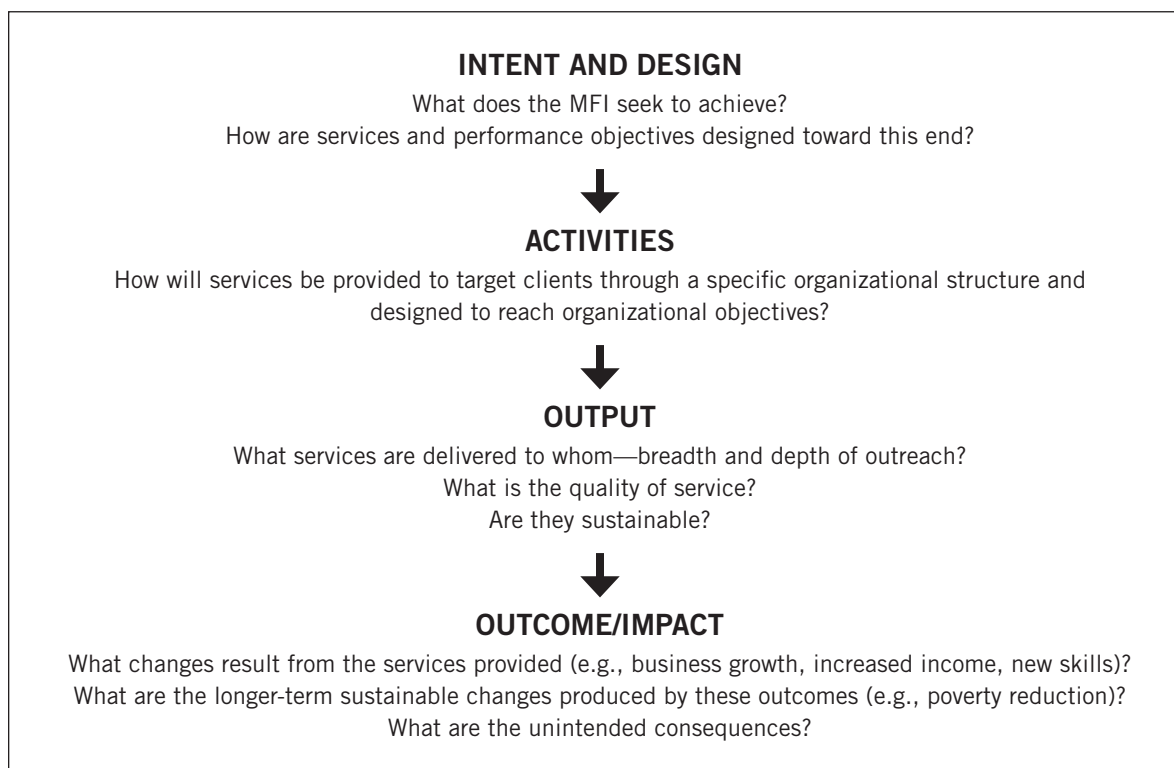 INTENT AND DESIGN
What does the MFI seek to achieve?
How are services and performance objectives designed toward this end?
ACTIVITIES
How will services be provided to target clients through a specific organizational structure and
designed to reach organizational objectives?
OUTPUT
What services are delivered to whom—breadth and depth of outreach?
What is the quality of service?
Are they sustainable?
OUTCOME/IMPACT
What changes result from the services provided (e.g., business growth, increased income, new skills)?
What are the longer-term sustainable changes produced by these outcomes (e.g., poverty reduction)?
What are the unintended consequences?